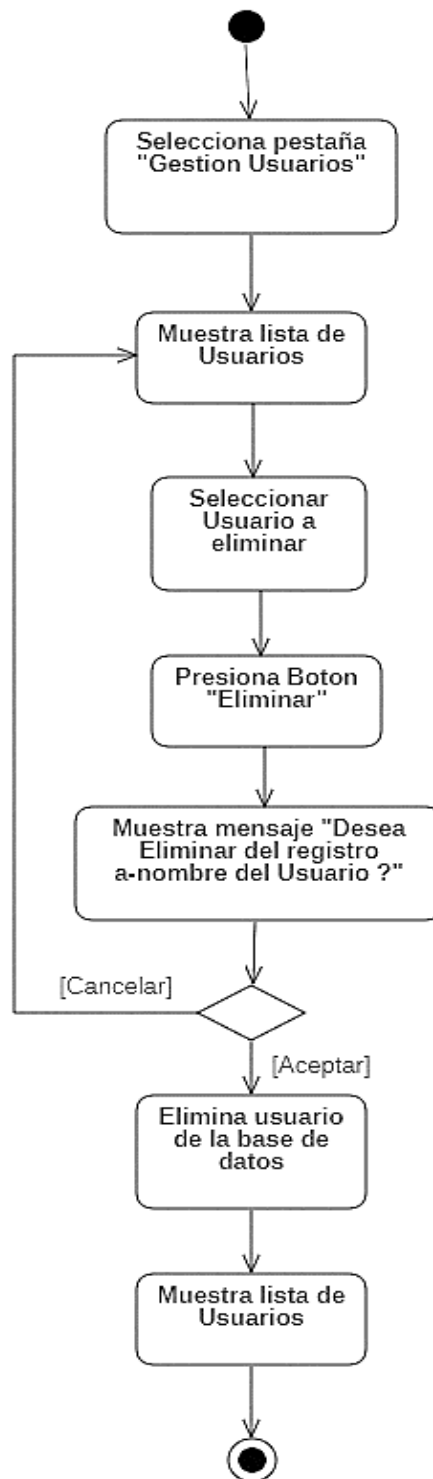 Selecciona pestaña
"Gestion Usuarios"
Muestra lista de
Usuarios
Seleccionar
Usuario a
eliminar
Presiona Boton
"Eliminar"
Muestra mensaje "Desea
Eliminar del registro
a-nombre del Usuario ?"
[Cancelar]
[Aceptar]
Elimina usuario
de la base de
datos
Muestra lista de
Usuarios